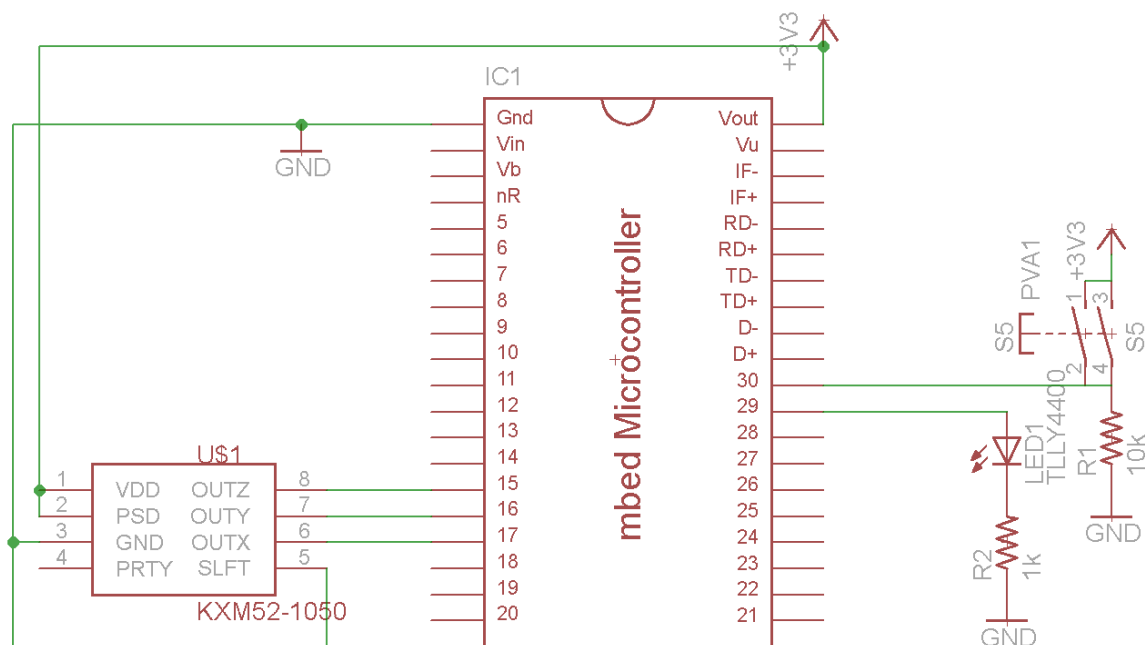 +3V3
IC1
Gnd
Vin
Vb
nR
5
6
7
8
9
10
11
12
13
14
15
16
17
18
19
20
mbed Microcontroller
Vout
Vu
IF-
IF+
RD-
RD+
TD-
TD+
D-
D+
30
29
28
27
26
25
24
23
22
21
GND
U$1
1 VDD OUTZ 8
2 PSD OUTY 7
3 GND OUTX 6
4 PRTY SLFT 5
KXM52-1050
+3V3
PVA1
S5
1
3
2
4
S5
LED1
TLLY4400
R1
10k
GND
R2
1k
GND